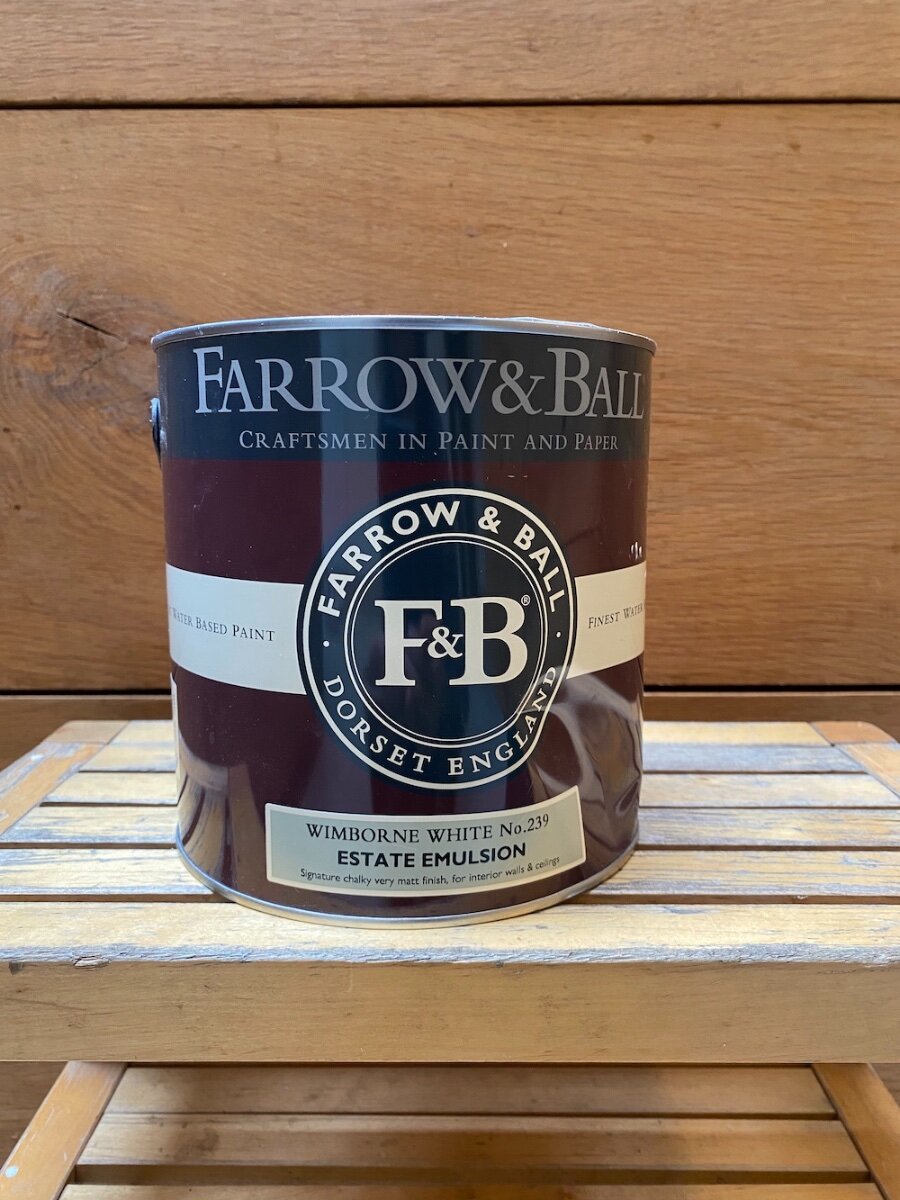 FARROW & BALL
CRAFTSMEN IN PAINT AND PAPER
FARROW & BALL
F&B®
DORSET ENGLAND
WATER BASED PAINT
FINEST WATER
WIMBORNE WHITE No.239
ESTATE EMULSION
Signature chalky very matt finish, for interior walls & ceilings